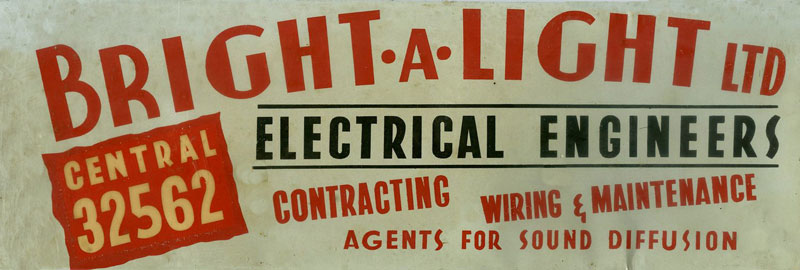 BRIGHT·A·LIGHT LTD
ELECTRICAL ENGINEERS
CENTRAL
32562
CONTRACTING WIRING & MAINTENANCE
AGENTS FOR SOUND DIFFUSION